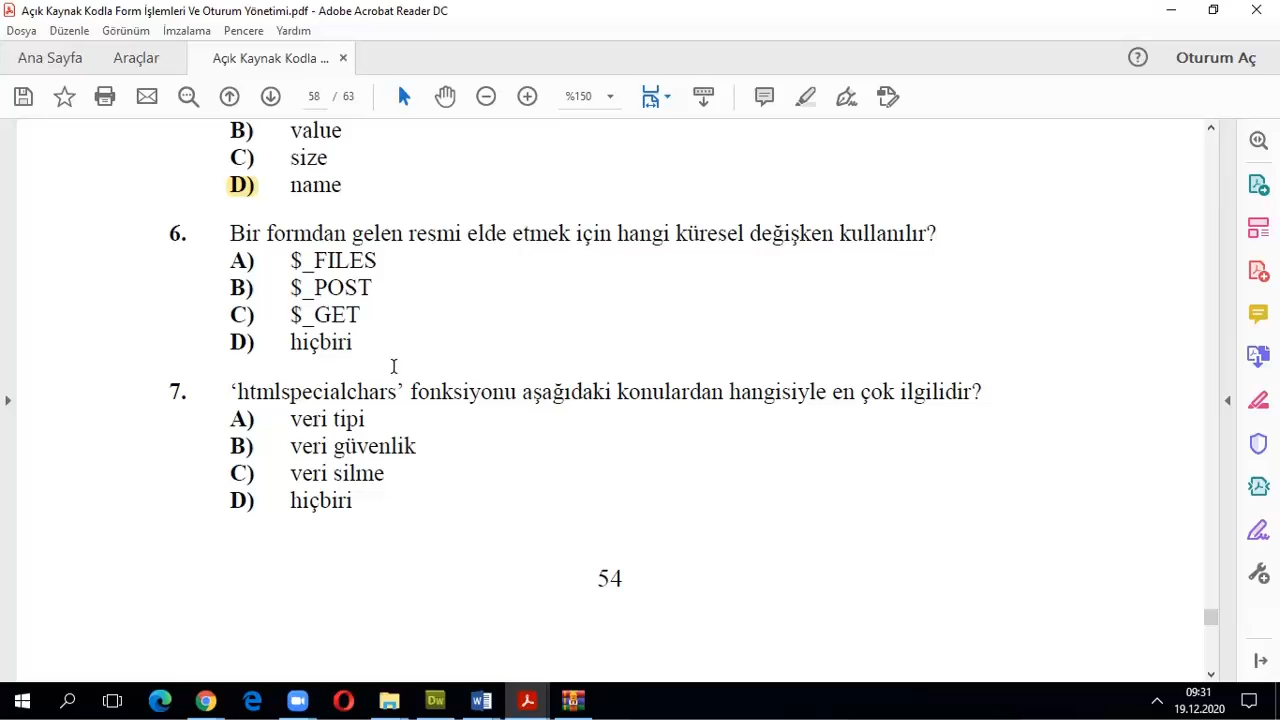 Açık Kaynak Kodla Form İşlemleri Ve Oturum Yönetimi.pdf - Adobe Acrobat Reader DC
Dosya Düzenle Görünüm İmzalama Pencere Yardım
Ana Sayfa Araçlar Açık Kaynak Kodla ... × ? Oturum Aç
58 / 63 %150
B) value
C) size
D) name
6. Bir formdan gelen resmi elde etmek için hangi küresel değişken kullanılır?
A) $_FILES
B) $_POST
C) $_GET
D) hiçbiri
7. ‘htmlspecialchars’ fonksiyonu aşağıdaki konulardan hangisiyle en çok ilgilidir?
A) veri tipi
B) veri güvenlik
C) veri silme
D) hiçbiri
54
Dw
09:31
19.12.2020